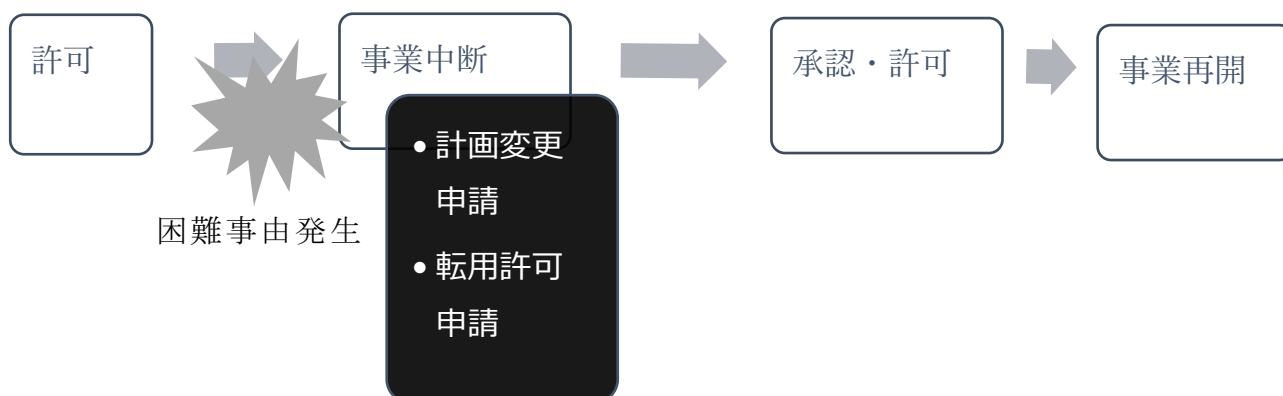 許可
事業中断
承認・許可
事業再開
困難事由発生
• 計画変更
申請
• 転用許可
申請